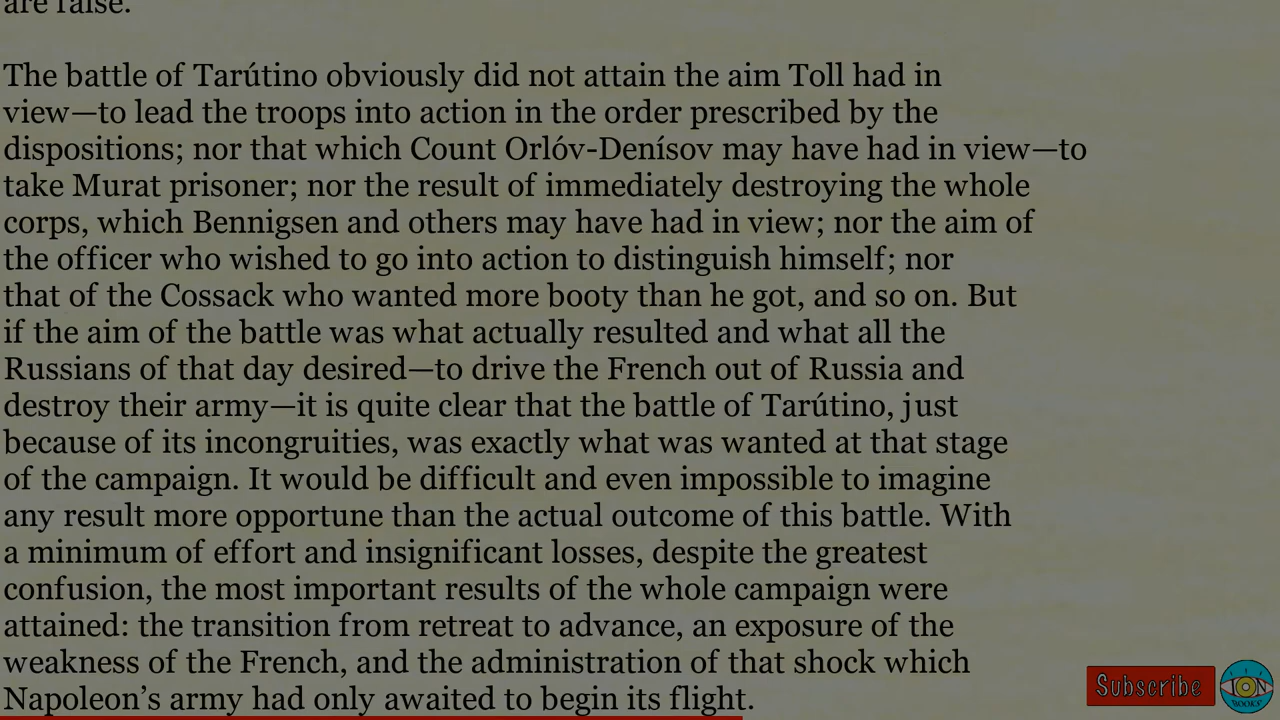 are false.
The battle of Tarútino obviously did not attain the aim Toll had in
view—to lead the troops into action in the order prescribed by the
dispositions; nor that which Count Orlóv-Denísov may have had in view—to
take Murat prisoner; nor the result of immediately destroying the whole
corps, which Bennigsen and others may have had in view; nor the aim of
the officer who wished to go into action to distinguish himself; nor
that of the Cossack who wanted more booty than he got, and so on. But
if the aim of the battle was what actually resulted and what all the
Russians of that day desired—to drive the French out of Russia and
destroy their army—it is quite clear that the battle of Tarútino, just
because of its incongruities, was exactly what was wanted at that stage
of the campaign. It would be difficult and even impossible to imagine
any result more opportune than the actual outcome of this battle. With
a minimum of effort and insignificant losses, despite the greatest
confusion, the most important results of the whole campaign were
attained: the transition from retreat to advance, an exposure of the
weakness of the French, and the administration of that shock which
Napoleon’s army had only awaited to begin its flight.
Subscribe
ION
BOOKS